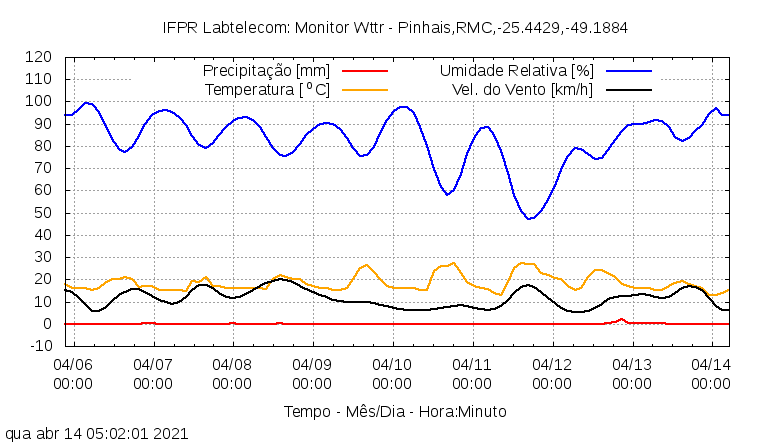 IFPR Labtelecom: Monitor Wttr - Pinhais,RMC,-25.4429,-49.1884
120
110
100
90
80
70
60
50
40
30
20
10
0
-10
Precipitação [mm]
Temperatura [ ⁰C]
Umidade Relativa [%]
Vel. do Vento [km/h]
04/06 04/07 04/08 04/09 04/10 04/11 04/12 04/13 04/14
00:00 00:00 00:00 00:00 00:00 00:00 00:00 00:00 00:00
Tempo - Mês/Dia - Hora:Minuto
qua abr 14 05:02:01 2021